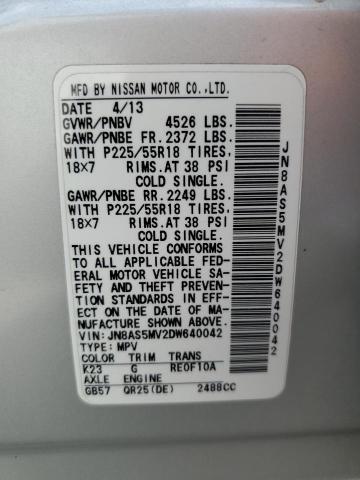 MFD BY NISSAN MOTOR CO.,LTD.
DATE 4/13
GVWR/PNBV 4526 LBS.
GAWR/PNBE FR. 2372 LBS.
WITH P225/55R18 TIRES,
18X7 RIMS.AT 38 PSI
COLD SINGLE.
GAWR/PNBE RR. 2249 LBS.
WITH P225/55R18 TIRES,
18X7 RIMS.AT 38 PSI
COLD SINGLE.
THIS VEHICLE CONFORMS
TO ALL APPLICABLE FED-
ERAL MOTOR VEHICLE SA-
FETY AND THEFT PREVEN-
TION STANDARDS IN EFF-
ECT ON THE DATE OF MA-
NUFACTURE SHOWN ABOVE.
VIN:JN8AS5MV2DW640042
TYPE:MPV
COLOR TRIM TRANS
K23 G RE0F10A
AXLE ENGINE
GB57 QR25(DE) 2488CC
JN8AS5MV2DW640042